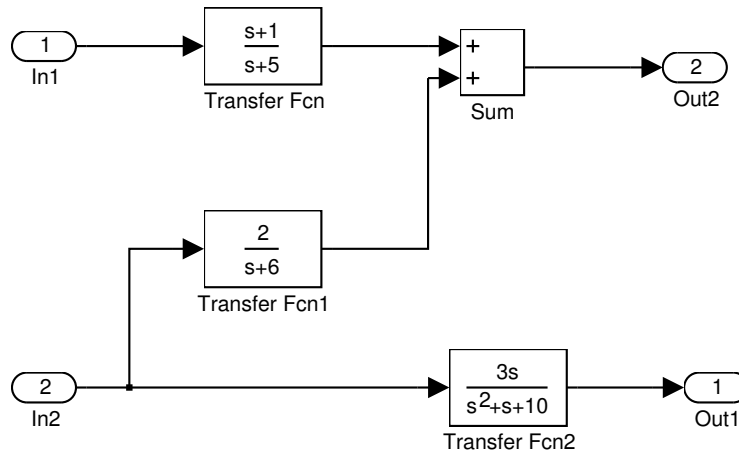 1
In1
s+1
s+5
Transfer Fcn
+
+
Sum
2
Out2
2
s+6
Transfer Fcn1
2
In2
3s
s²+s+10
Transfer Fcn2
1
Out1